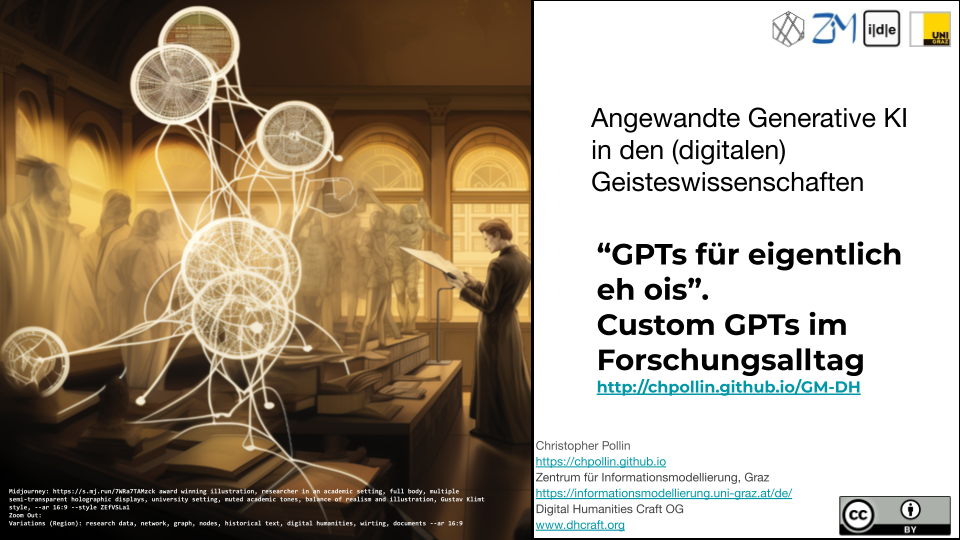 ZIM
i|d|e
UNI
GRAZ
Angewandte Generative KI
in den (digitalen)
Geisteswissenschaften
“GPTs für eigentlich
eh ois”.
Custom GPTs im
Forschungsalltag
http://chpollin.github.io/GM-DH
Christopher Pollin
https://chpollin.github.io
Zentrum für Informationsmodellierung, Graz
https://informationsmodellierung.uni-graz.at/de/
Digital Humanities Craft OG
www.dhcraft.org
cc
BY
Midjourney: https://s.mj.run/7WRa7TAMzck award winning illustration, researcher in an academic setting, full body, multiple
semi-transparent holographic displays, university setting, muted academic tones, balance of realism and illustration, Gustav Klimt
style, --ar 16:9 --style ZEfVSLa1
Zoom Out:
Variations (Region): research data, network, graph, nodes, historical text, digital humanities, wirting, documents --ar 16:9